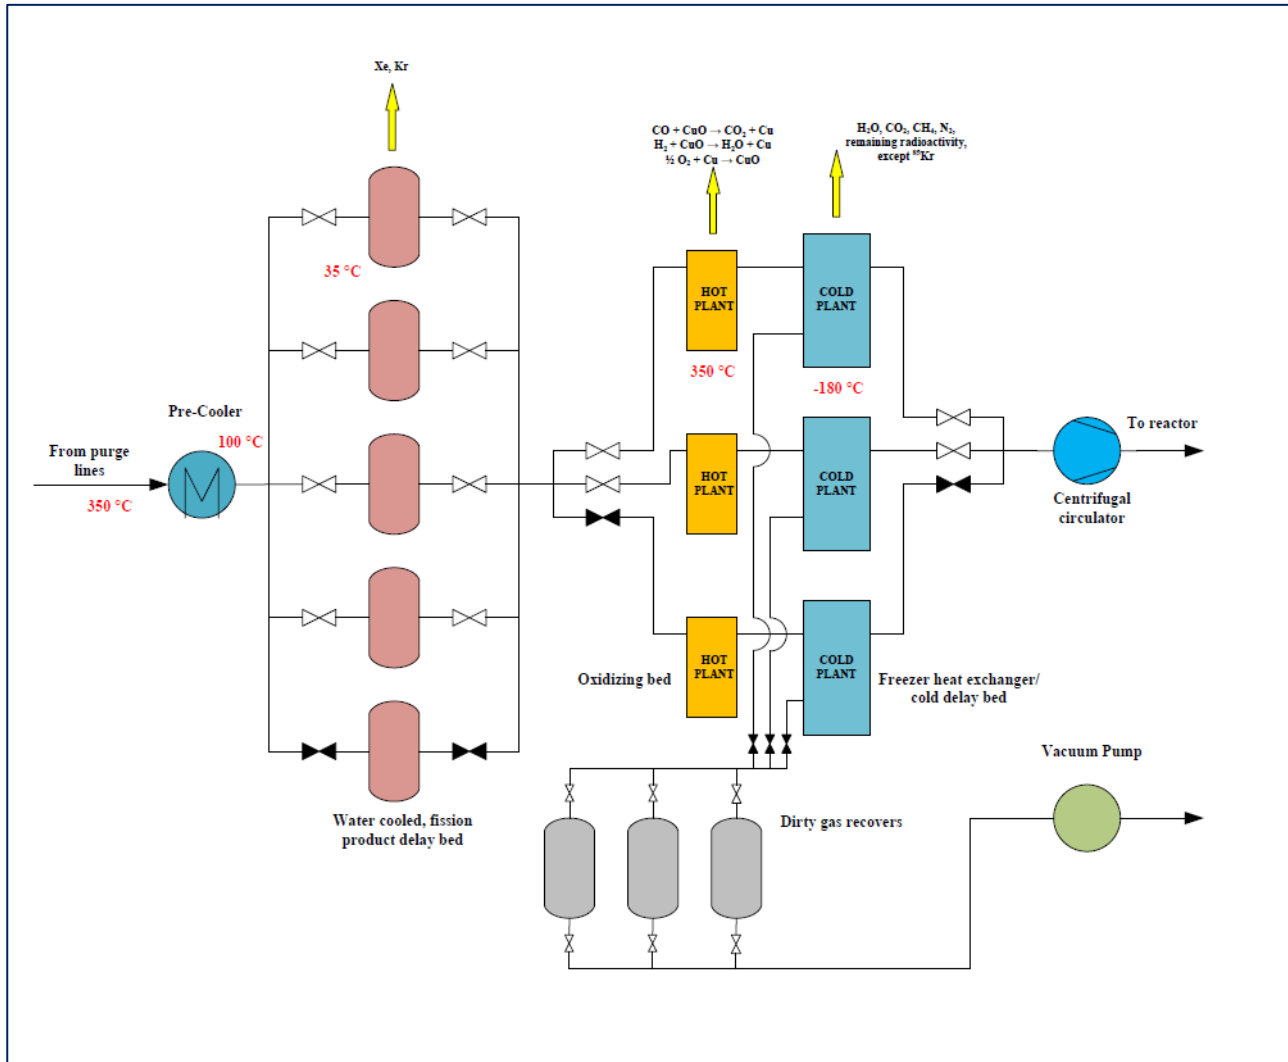 Xe, Kr
CO + CuO → CO₂ + Cu
H₂ + CuO → H₂O + Cu
½ O₂ + Cu → CuO
H₂O, CO₂, CH₄, N₂,
remaining radioactivity,
except ⁸⁵Kr
35 °C
HOT
PLANT
COLD
PLANT
350 °C
-180 °C
Pre-Cooler
100 °C
From purge
lines
350 °C
HOT
PLANT
COLD
PLANT
To reactor
Centrifugal
circulator
HOT
PLANT
COLD
PLANT
Oxidizing bed
Freezer heat exchanger/
cold delay bed
Vacuum Pump
Water cooled, fission
product delay bed
Dirty gas recovers